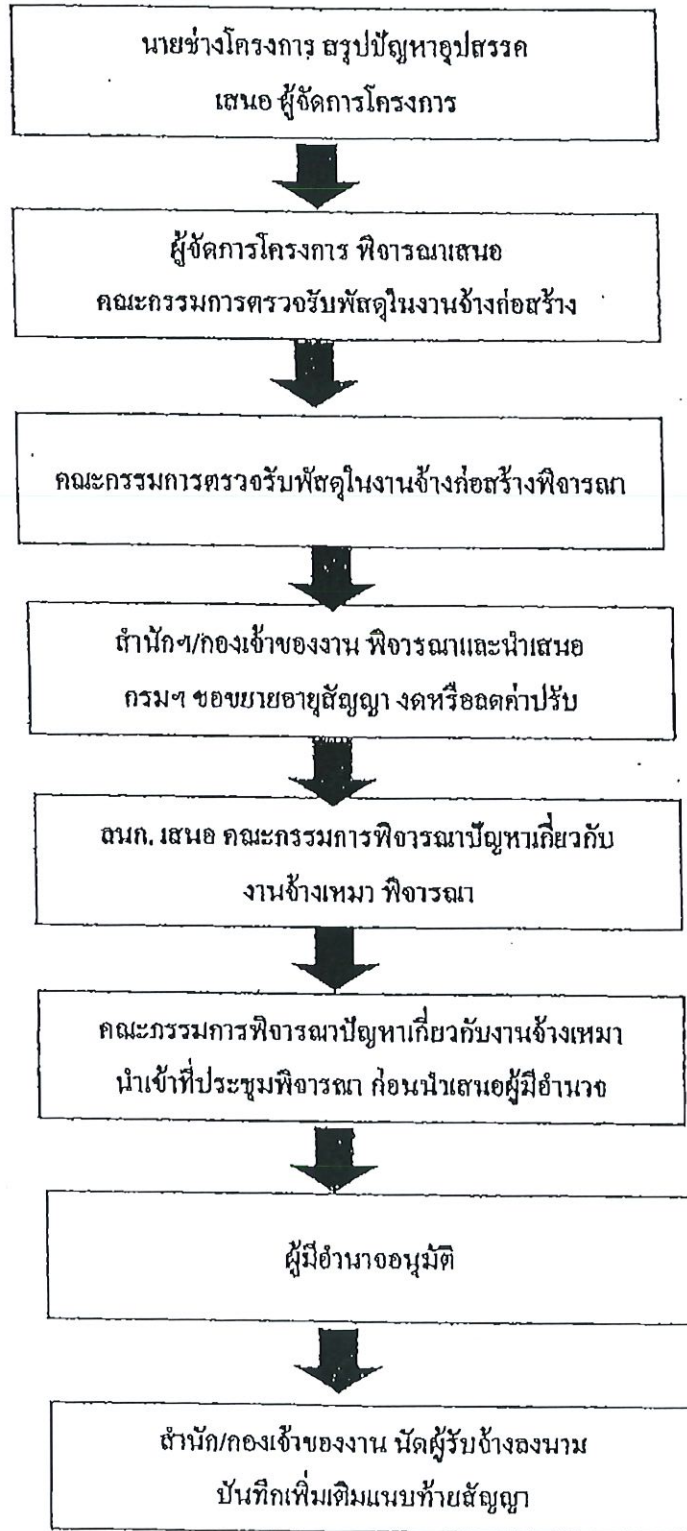 นายช่างโครงการ สรุปปัญหาอุปสรรค
เสนอ ผู้จัดการโครงการ
ผู้จัดการโครงการ พิจารณาเสนอ
คณะกรรมการตรวจรับพัสดุในงานจ้างก่อสร้าง
คณะกรรมการตรวจรับพัสดุในงานจ้างก่อสร้างพิจารณา
สำนักฯ/กองเจ้าของงาน พิจารณาและนำเสนอ
กรมฯ ขอขยายอายุสัญญา งดหรือลดค่าปรับ
ลนก. เสนอ คณะกรรมการพิจารณาปัญหาเกี่ยวกับ
งานจ้างเหมา พิจารณา
คณะกรรมการพิจารณาปัญหาเกี่ยวกับงานจ้างเหมา
นำเข้าที่ประชุมพิจารณา ก่อนนำเสนอผู้มีอำนาจ
ผู้มีอำนาจอนุมัติ
สำนัก/กองเจ้าของงาน นัดผู้รับจ้างลงนาม
บันทึกเพิ่มเติมแนบท้ายสัญญา